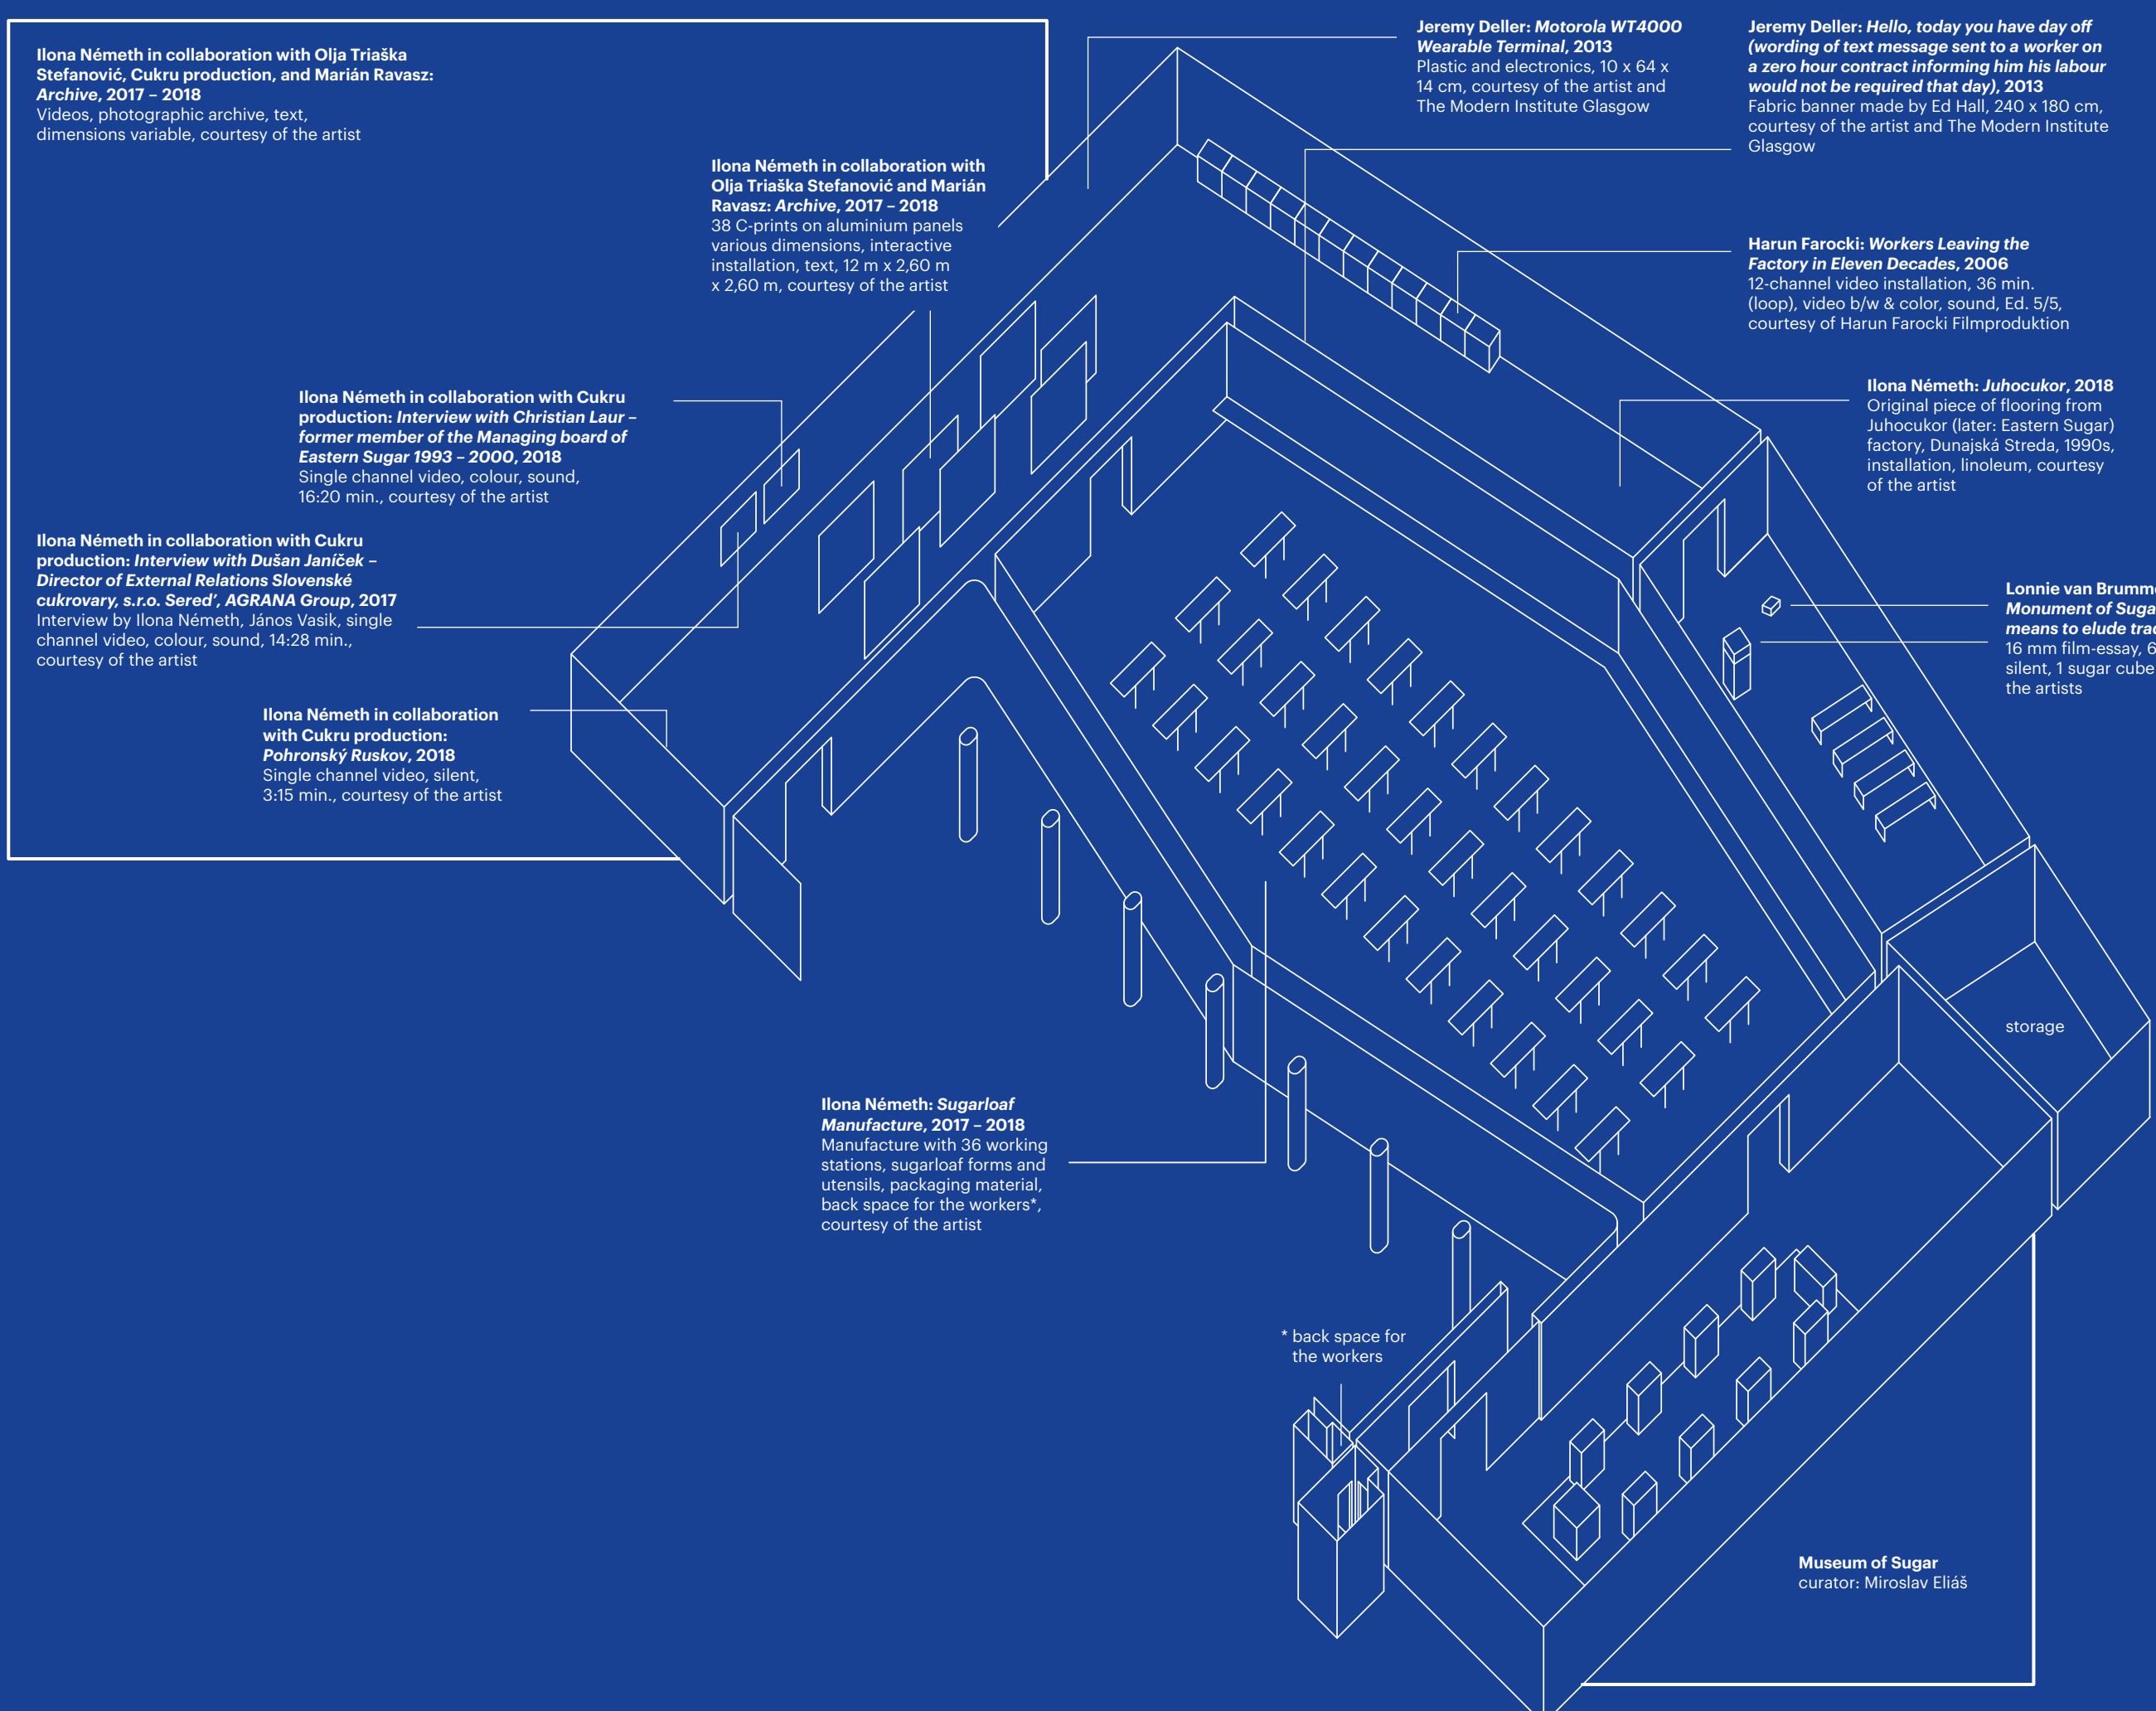 Ilona Németh in collaboration with Olja Triaška
Stefanović, Cukru production, and Marián Ravasz:
Archive, 2017 – 2018
Videos, photographic archive, text,
dimensions variable, courtesy of the artist
Ilona Németh in collaboration with
Olja Triaška Stefanović and Marián
Ravasz: Archive, 2017 – 2018
38 C-prints on aluminium panels
various dimensions, interactive
installation, text, 12 m x 2,60 m
x 2,60 m, courtesy of the artist
Ilona Németh in collaboration with Cukru
production: Interview with Christian Laur –
former member of the Managing board of
Eastern Sugar 1993 – 2000, 2018
Single channel video, colour, sound,
16:20 min., courtesy of the artist
Ilona Németh in collaboration with Cukru
production: Interview with Dušan Janíček –
Director of External Relations Slovenské
cukrovary, s.r.o. Sered’, AGRANA Group, 2017
Interview by Ilona Németh, János Vasik, single
channel video, colour, sound, 14:28 min.,
courtesy of the artist
Ilona Németh in collaboration
with Cukru production:
Pohronský Ruskov, 2018
Single channel video, silent,
3:15 min., courtesy of the artist
Jeremy Deller: Motorola WT4000
Wearable Terminal, 2013
Plastic and electronics, 10 x 64 x
14 cm, courtesy of the artist and
The Modern Institute Glasgow
Jeremy Deller: Hello, today you have day off
(wording of text message sent to a worker on
a zero hour contract informing him his labour
would not be required that day), 2013
Fabric banner made by Ed Hall, 240 x 180 cm,
courtesy of the artist and The Modern Institute
Glasgow
Harun Farocki: Workers Leaving the
Factory in Eleven Decades, 2006
12-channel video installation, 36 min.
(loop), video b/w & color, sound, Ed. 5/5,
courtesy of Harun Farocki Filmproduktion
Ilona Németh: Juhocukor, 2018
Original piece of flooring from
Juhocukor (later: Eastern Sugar)
factory, Dunajská Streda, 1990s,
installation, linoleum, courtesy
of the artist
Lonnie van
Monument of
means to elude
16 mm film-essay,
silent, 1 sugar cube
the artists
storage
Ilona Németh: Sugarloaf
Manufacture, 2017 – 2018
Manufacture with 36 working
stations, sugarloaf forms and
utensils, packaging material,
back space for the workers*,
courtesy of the artist
* back space for
the workers
Museum of Sugar
curator: Miroslav Eliáš